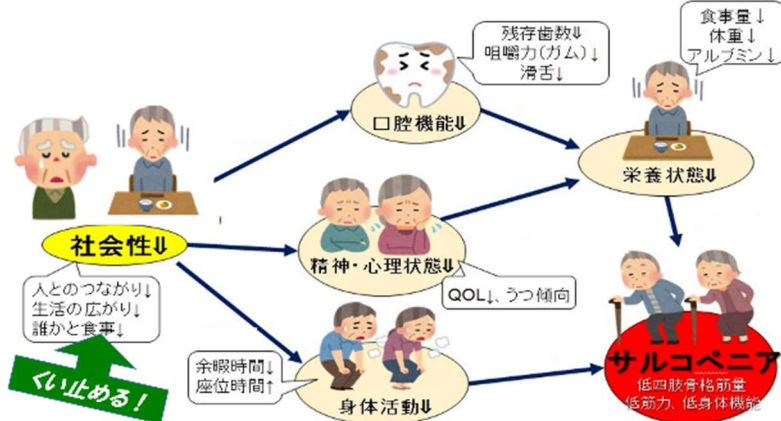 残存歯数⇓
咀嚼力(ガム)↓
滑舌↓
食事量↓
体重↓
アルブミン↓
口腔機能⇓
栄養状態⇓
社会性⇓
精神・心理状態⇓
人とのつながり↓
生活の広がり↓
誰かと食事↓
QOL↓、うつ傾向
くい止める!
余暇時間↓
座位時間↑
身体活動⇓
サルコペニア
低四肢骨格筋量
低筋力、低身体機能